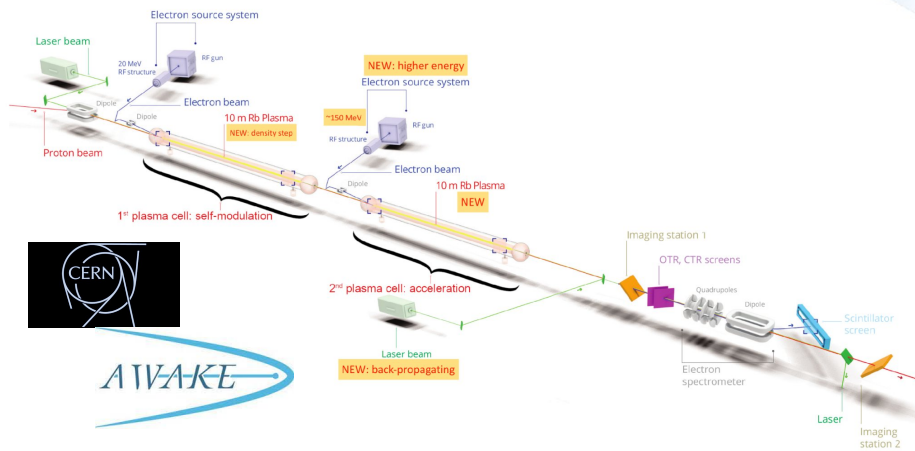 Electron source system
Laser beam
20 MeV
RF structure
RF gun
Dipole
Electron beam
Dipole
Proton beam
10 m Rb Plasma
NEW: density step
1st plasma cell: self-modulation
NEW: higher energy
Electron source system
~150 MeV
RF structure
RF gun
Electron beam
Dipole
10 m Rb Plasma
NEW
2nd plasma cell: acceleration
Laser beam
NEW: back-propagating
Imaging station 1
OTR, CTR screens
Quadrupoles
Dipole
Scintillator
screen
Electron
spectrometer
Laser
Imaging
station 2
CERN
AWAKE